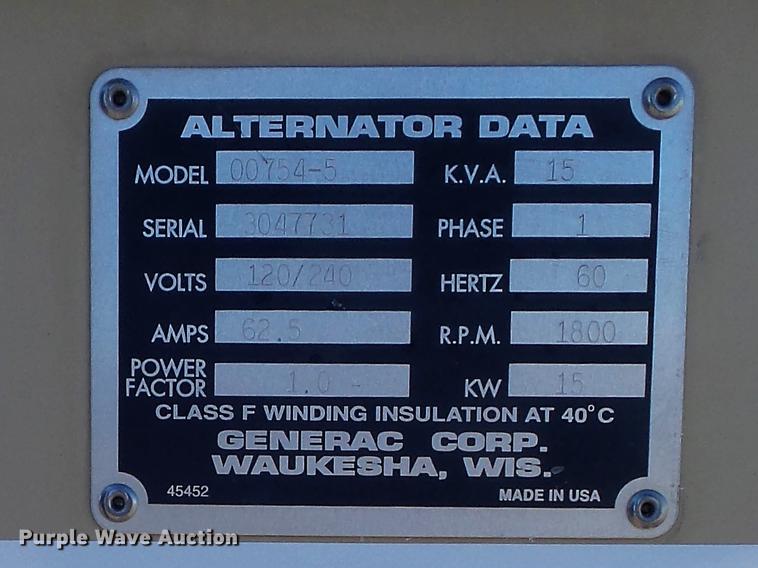 ALTERNATOR DATA
MODEL 00754-5 K.V.A. 15
SERIAL 3047731 PHASE 1
VOLTS 120/240 HERTZ 60
AMPS 62.5 R.P.M. 1800
POWER FACTOR 1.0 KW 15
CLASS F WINDING INSULATION AT 40°C
GENERAC CORP.
WAUKESHA, WIS.
45452 MADE IN USA
Purple Wave Auction